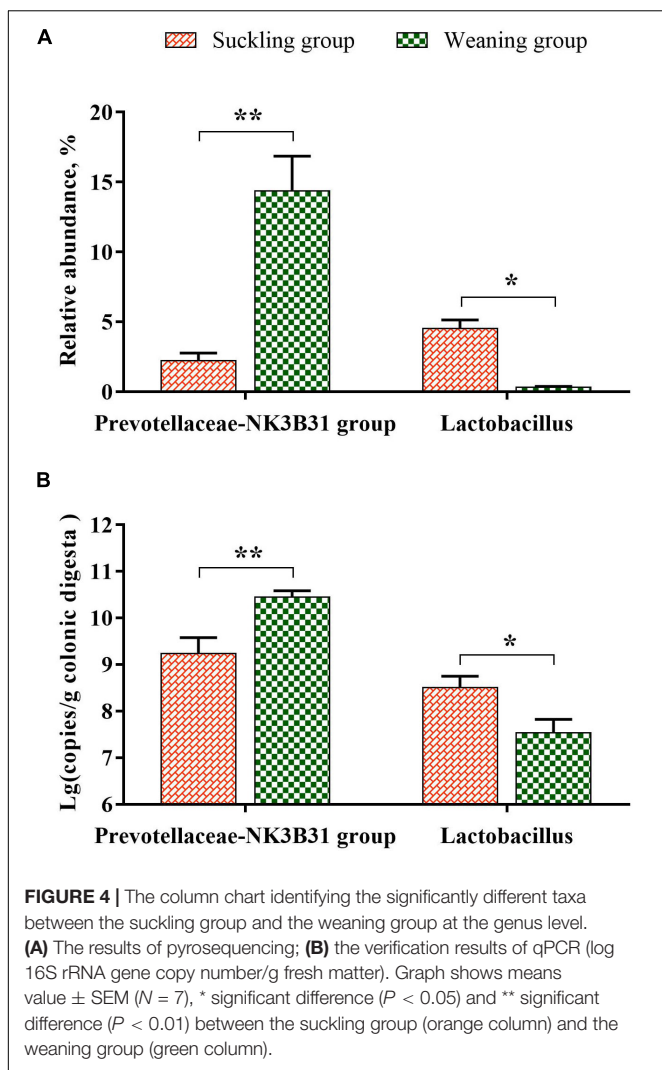 A
Suckling group
Weaning group
Relative abundance, %
20
15
10
5
0
**
*
Prevotellaceae-NK3B31 group
Lactobacillus
B
Lg(copies/g colonic digesta )
12
11
10
9
8
7
6
**
*
Prevotellaceae-NK3B31 group
Lactobacillus
FIGURE 4 | The column chart identifying the significantly different taxa
between the suckling group and the weaning group at the genus level.
(A) The results of pyrosequencing; (B) the verification results of qPCR (log
16S rRNA gene copy number/g fresh matter). Graph shows means
value ± SEM (N = 7), * significant difference (P < 0.05) and ** significant
difference (P < 0.01) between the suckling group (orange column) and the
weaning group (green column).